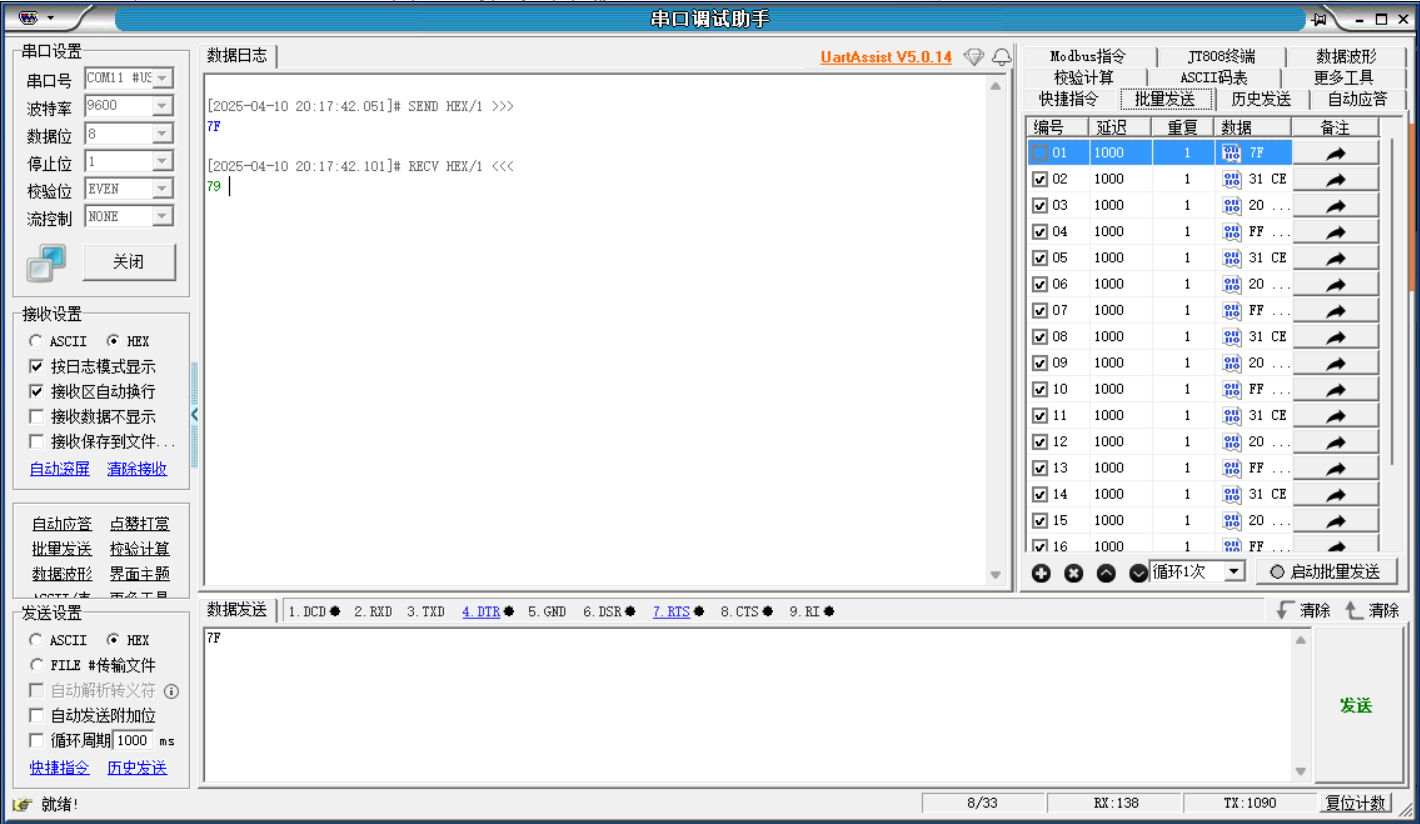 串口调试助手
串口设置
串口号 COM11 #US
波特率 9600
数据位 8
停止位 1
校验位 EVEN
流控制 NONE
关闭
接收设置
ASCII HEX
按日志模式显示
接收区自动换行
接收数据不显示
接收保存到文件...
自动滚屏 清除接收
自动应答 点赞打赏
批量发送 校验计算
数据波形 界面主题
发送设置
ASCII HEX
FILE #传输文件
自动解析转义符
自动发送附加位
循环周期 1000 ms
快捷指令 历史发送
数据日志
UartAssist V5.0.14
[2025-04-10 20:17:42.051]# SEND HEX/1 >>>
7F
[2025-04-10 20:17:42.101]# RECV HEX/1 <<<
79
Modbus指令 JT808终端 数据波形
校验计算 ASCII码表 更多工具
快捷指令 批量发送 历史发送 自动应答
编号 延迟 重复 数据 备注
01 1000 1 7F
02 1000 1 31 CE
03 1000 1 20 ...
04 1000 1 FF ...
05 1000 1 31 CE
06 1000 1 20 ...
07 1000 1 FF ...
08 1000 1 31 CE
09 1000 1 20 ...
10 1000 1 FF ...
11 1000 1 31 CE
12 1000 1 20 ...
13 1000 1 FF ...
14 1000 1 31 CE
15 1000 1 20 ...
16 1000 1 FF ...
循环1次 启动批量发送
数据发送 1.DCD 2.RXD 3.TXD 4.DTR 5.GND 6.DSR 7.RTS 8.CTS 9.RI 清除 清除
7F
发送
就绪! 8/33 RX:138 TX:1090 复位计数